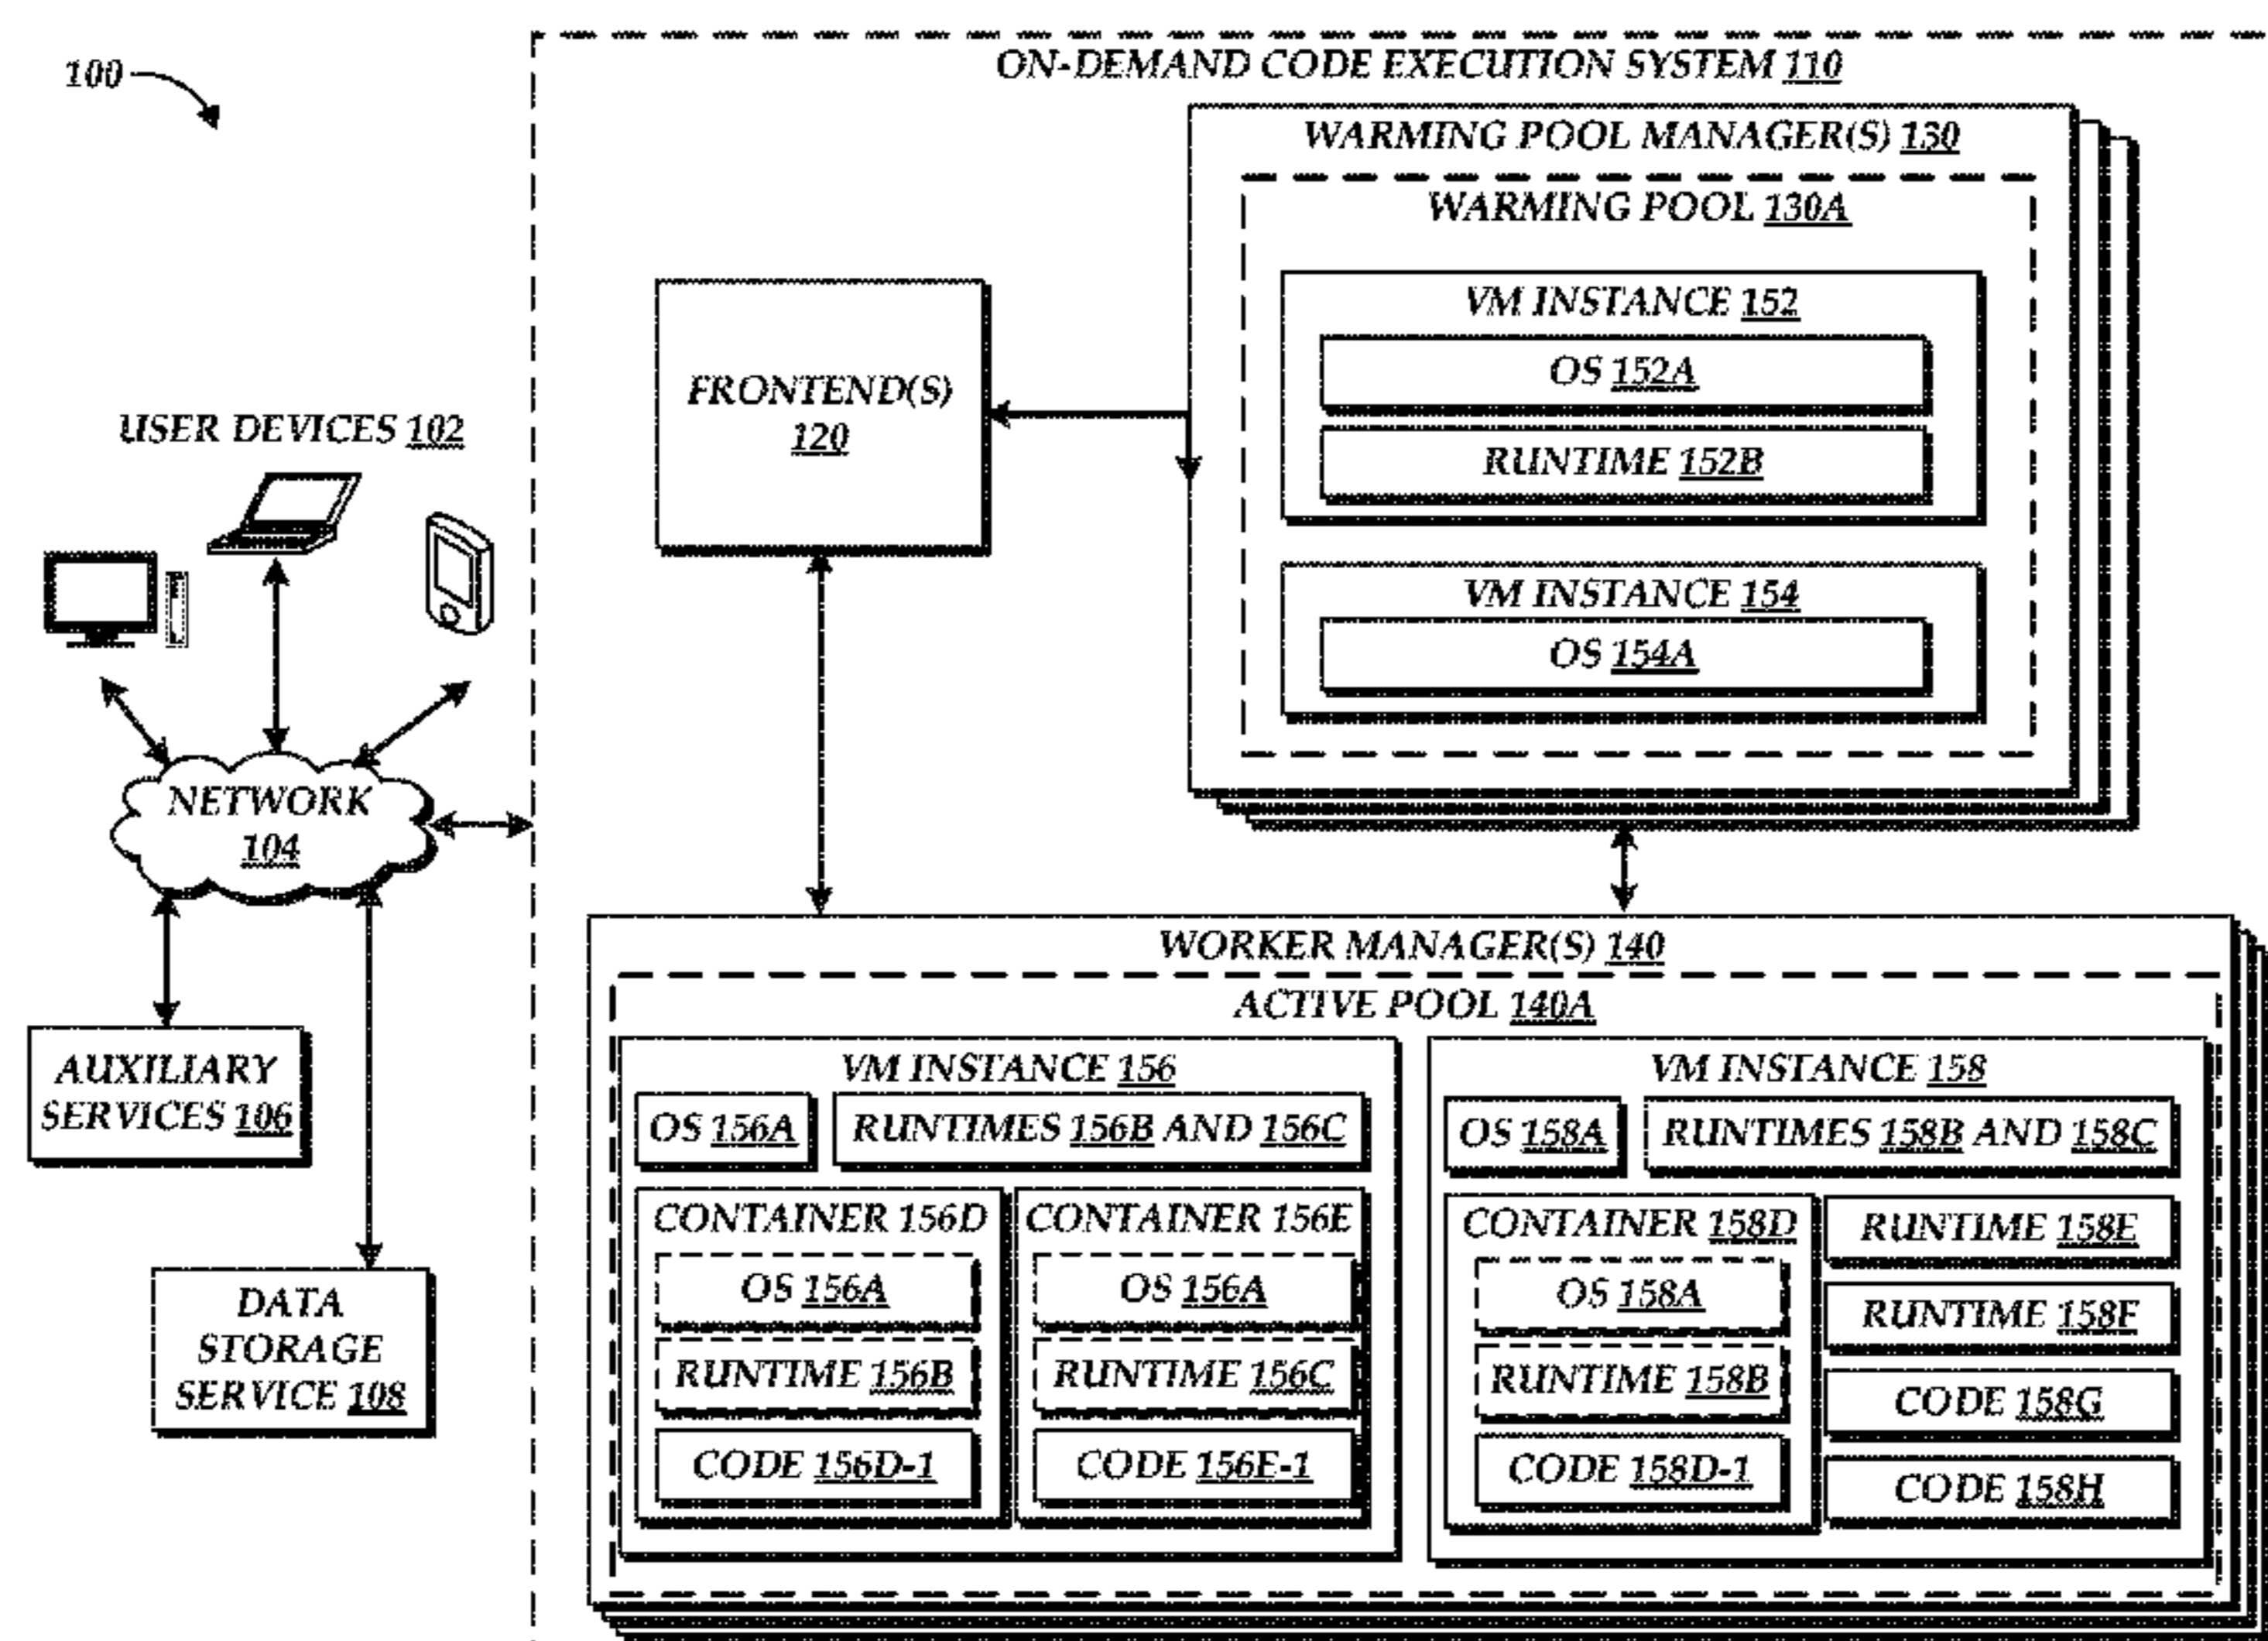 100
ON-DEMAND CODE EXECUTION SYSTEM 110
WARMING POOL MANAGER(S) 130
WARMING POOL 130A
VM INSTANCE 152
OS 152A
RUNTIME 152B
VM INSTANCE 154
OS 154A
FRONTEND(S)
120
USER DEVICES 102
NETWORK
104
AUXILIARY
SERVICES 106
DATA
STORAGE
SERVICE 108
WORKER MANAGER(S) 140
ACTIVE POOL 140A
VM INSTANCE 156
OS 156A
RUNTIMES 156B AND 156C
CONTAINER 156D
OS 156A
RUNTIME 156B
CODE 156D-1
CONTAINER 156E
OS 156A
RUNTIME 156C
CODE 156E-1
VM INSTANCE 158
OS 158A
RUNTIMES 158B AND 158C
CONTAINER 158D
OS 158A
RUNTIME 158B
CODE 158D-1
RUNTIME 158E
RUNTIME 158F
CODE 158G
CODE 158H